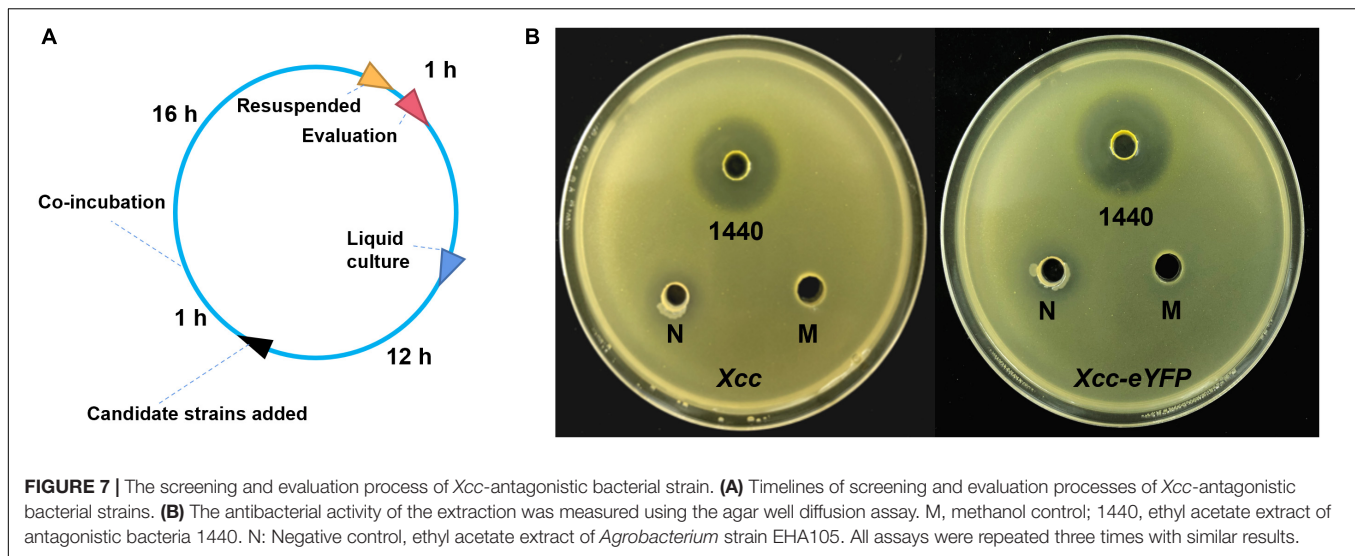 A
1 h
Resuspended
Evaluation
16 h
Co-incubation
Liquid
culture
1 h
12 h
Candidate strains added
B
1440
N
M
Xcc
1440
N
M
Xcc-eYFP
FIGURE 7 | The screening and evaluation process of Xcc-antagonistic bacterial strain. (A) Timelines of screening and evaluation processes of Xcc-antagonistic
bacterial strains. (B) The antibacterial activity of the extraction was measured using the agar well diffusion assay. M, methanol control; 1440, ethyl acetate extract of
antagonistic bacteria 1440. N: Negative control, ethyl acetate extract of Agrobacterium strain EHA105. All assays were repeated three times with similar results.